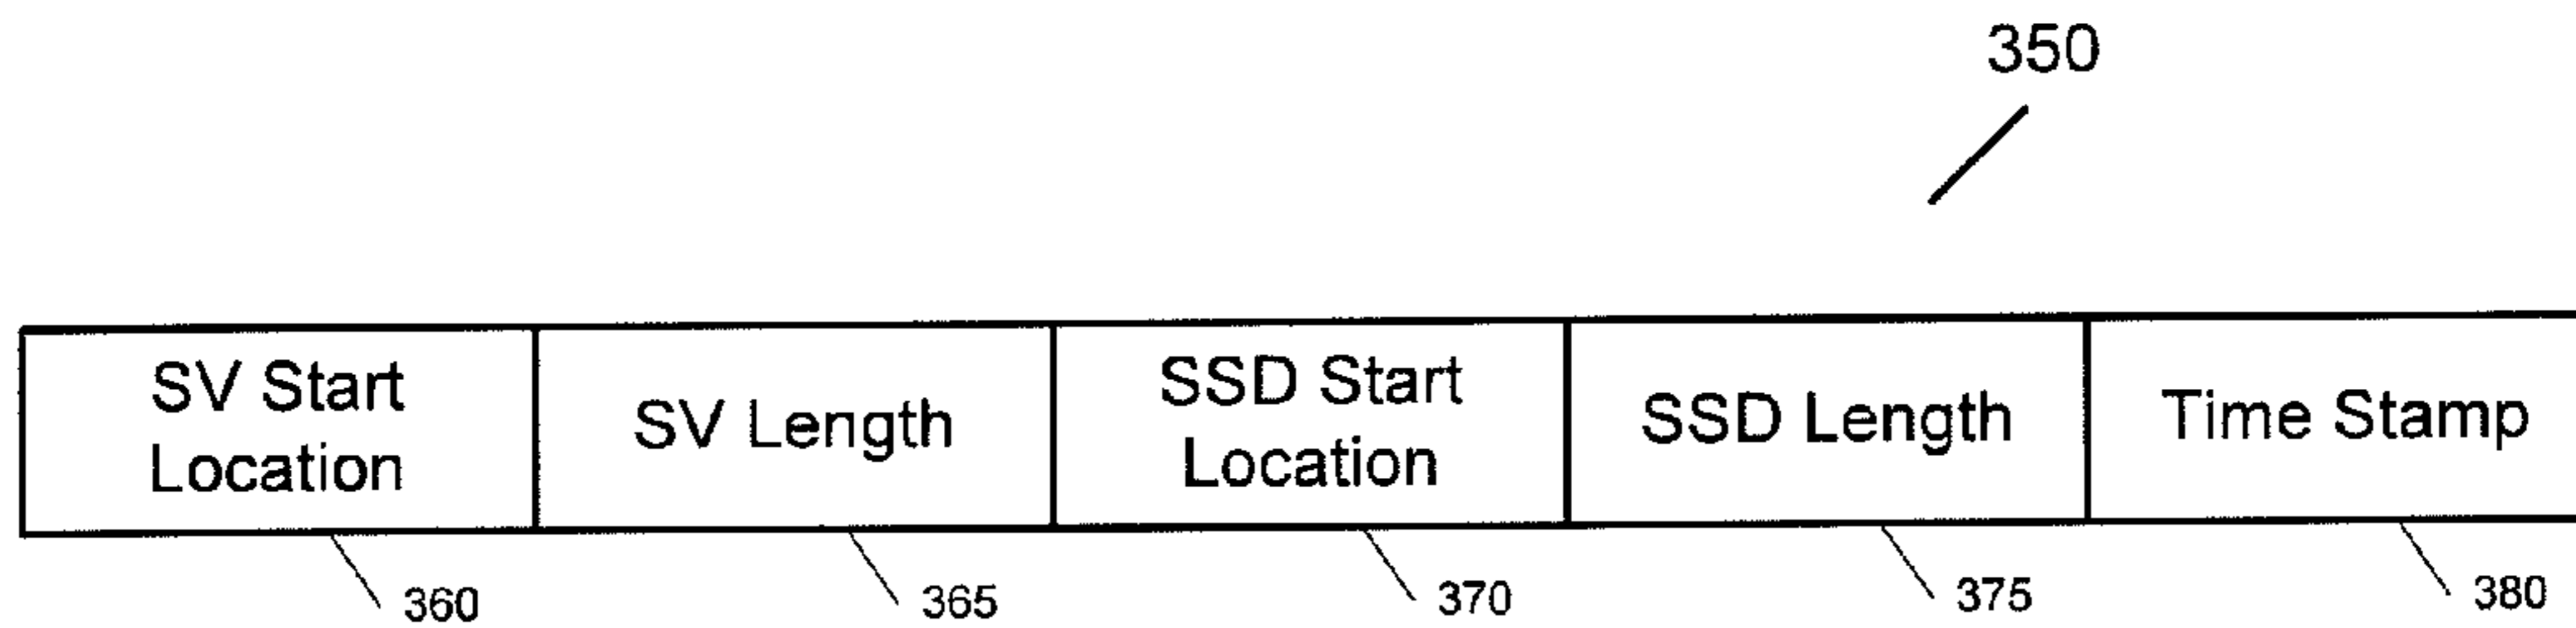 350
SV Start
Location
SV Length
SSD Start
Location
SSD Length
Time Stamp
360
365
370
375
380